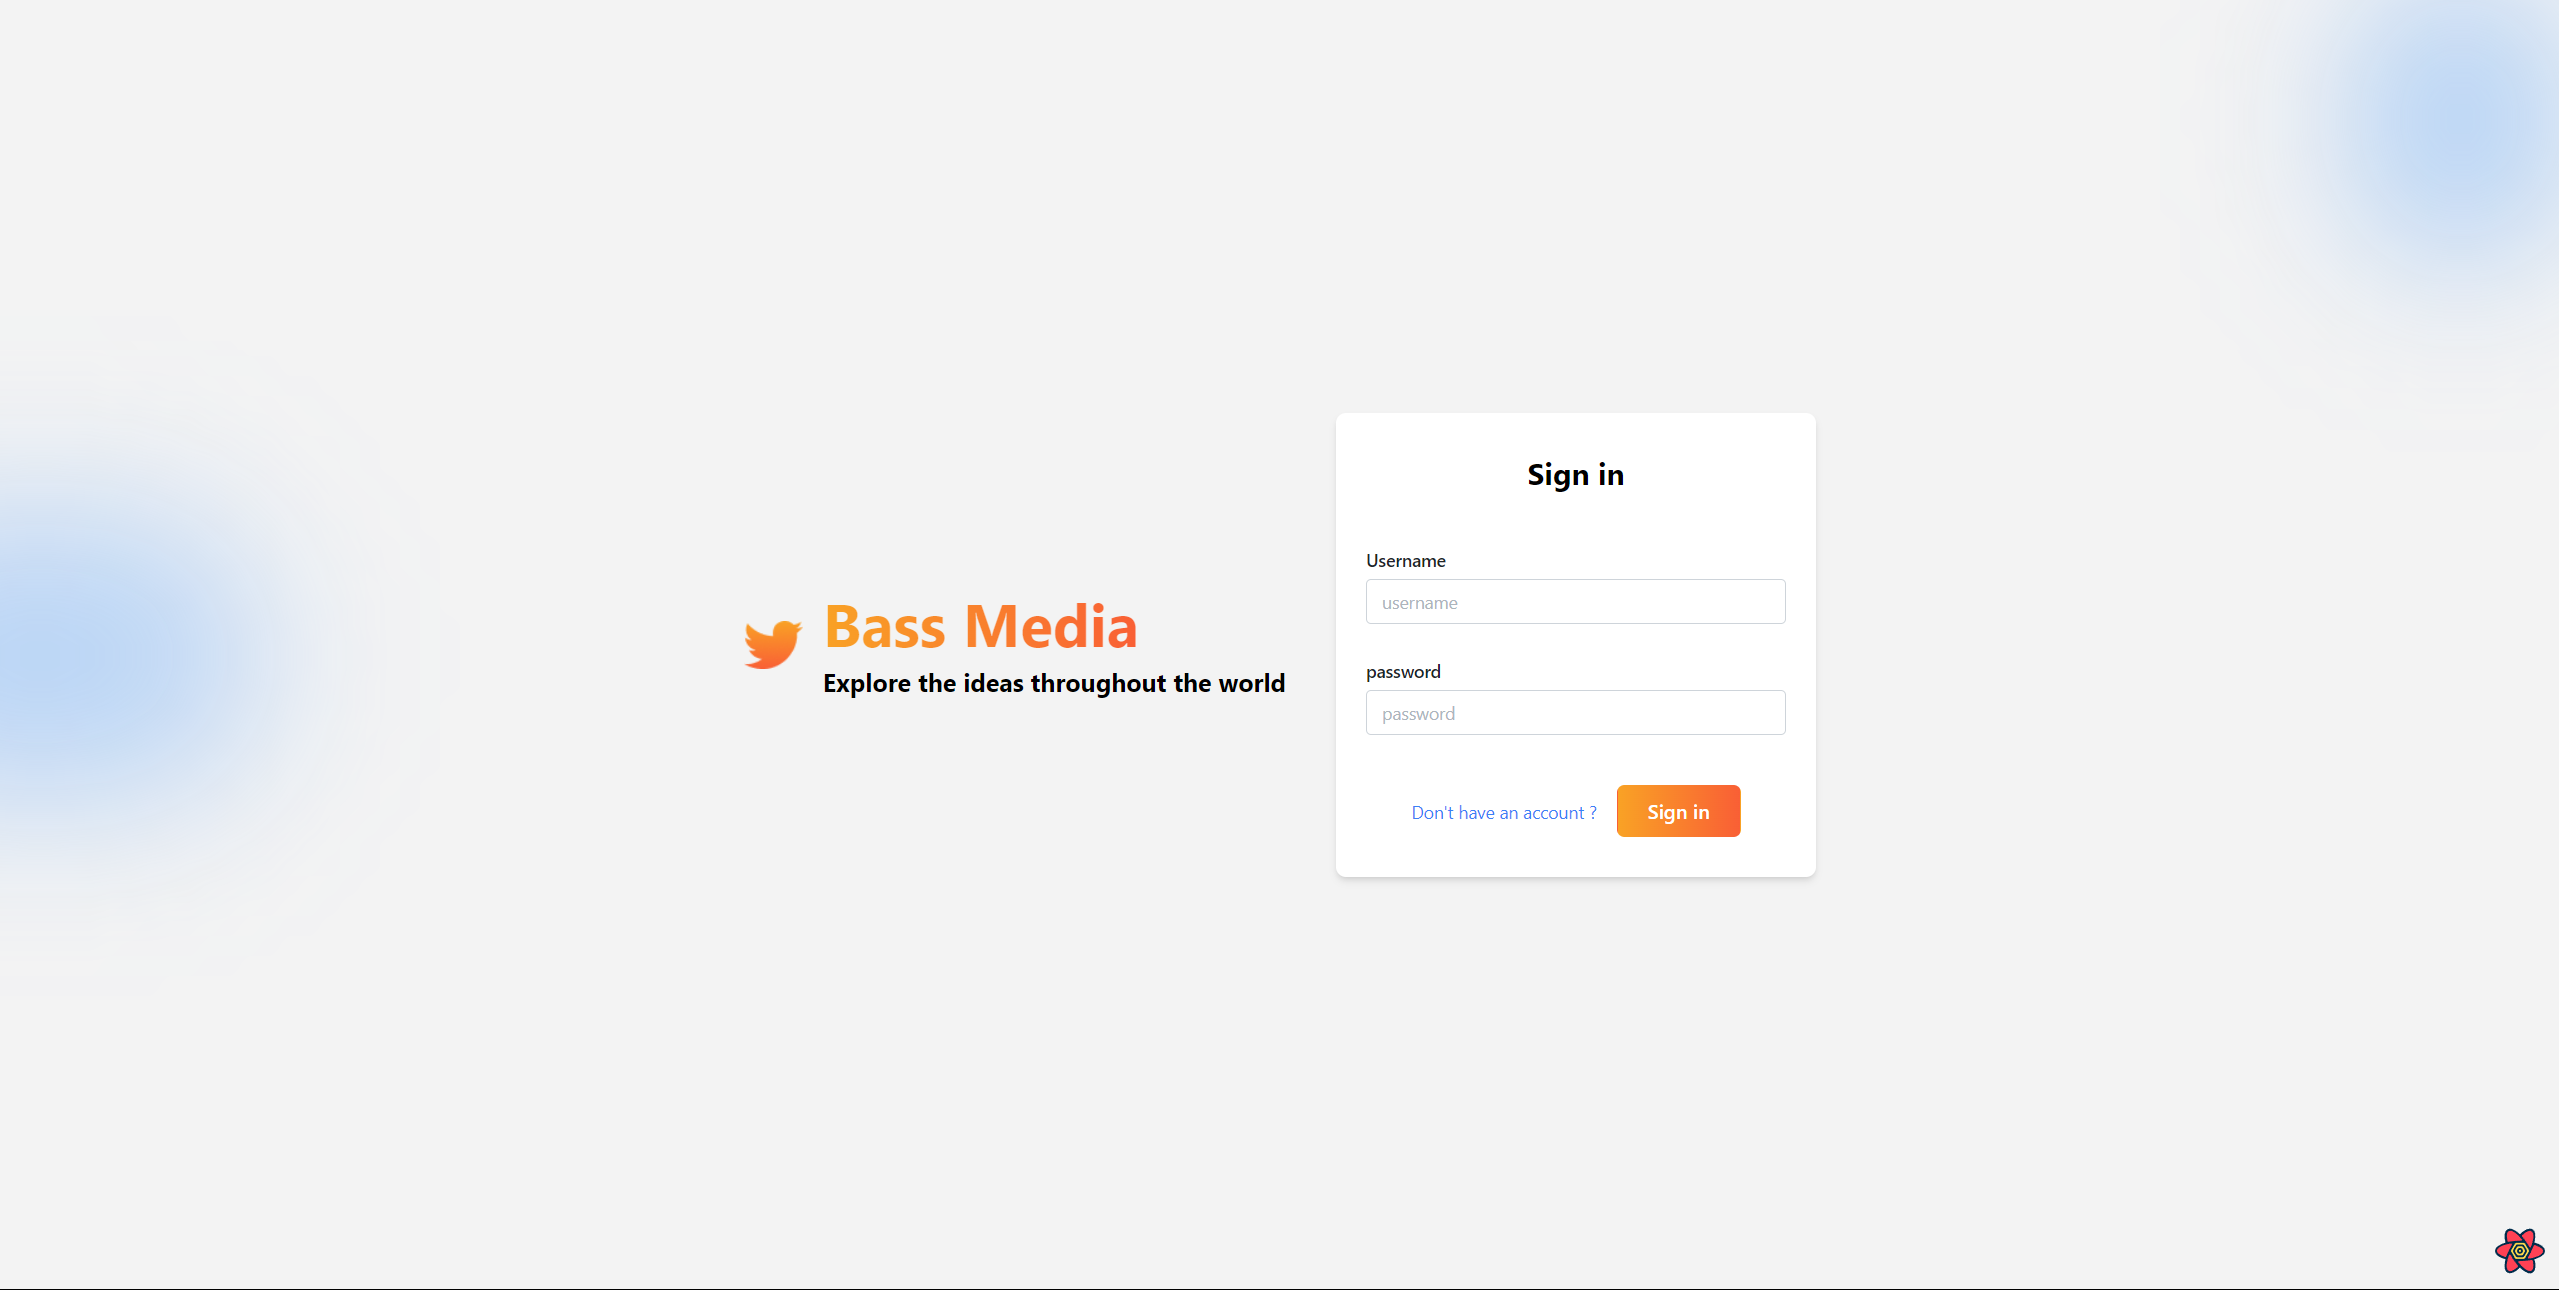 Bass Media
Explore the ideas throughout the world
Sign in
Username
username
password
password
Don't have an account ?
Sign in